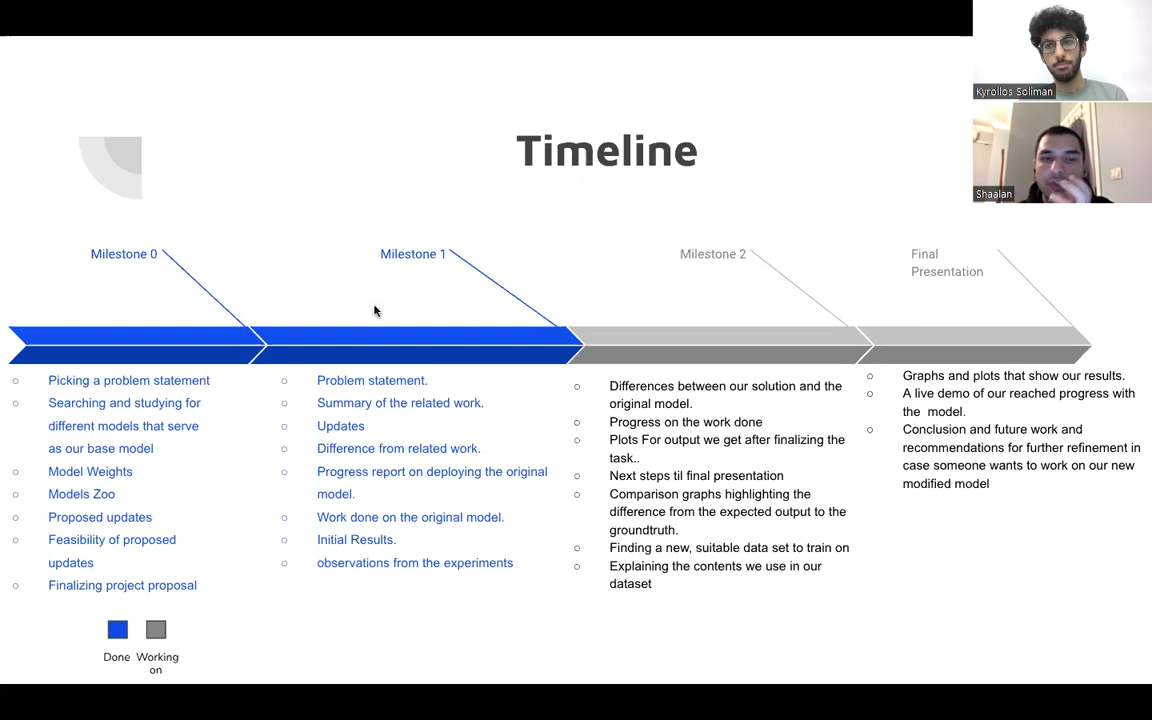 Kyrollos Soliman
Shaalan
Timeline
Milestone 0
Milestone 1
Milestone 2
Final
Presentation
Picking a problem statement
Searching and studying for
different models that serve
as our base model
Model Weights
Models Zoo
Proposed updates
Feasibility of proposed
updates
Finalizing project proposal
Problem statement.
Summary of the related work.
Updates
Difference from related work.
Progress report on deploying the original
model.
Work done on the original model.
Initial Results.
observations from the experiments
Differences between our solution and the
original model.
Progress on the work done
Plots For output we get after finalizing the
task..
Next steps til final presentation
Comparison graphs highlighting the
difference from the expected output to the
groundtruth.
Finding a new, suitable data set to train on
Explaining the contents we use in our
dataset
Graphs and plots that show our results.
A live demo of our reached progress with
the model.
Conclusion and future work and
recommendations for further refinement in
case someone wants to work on our new
modified model
Done
Working
on